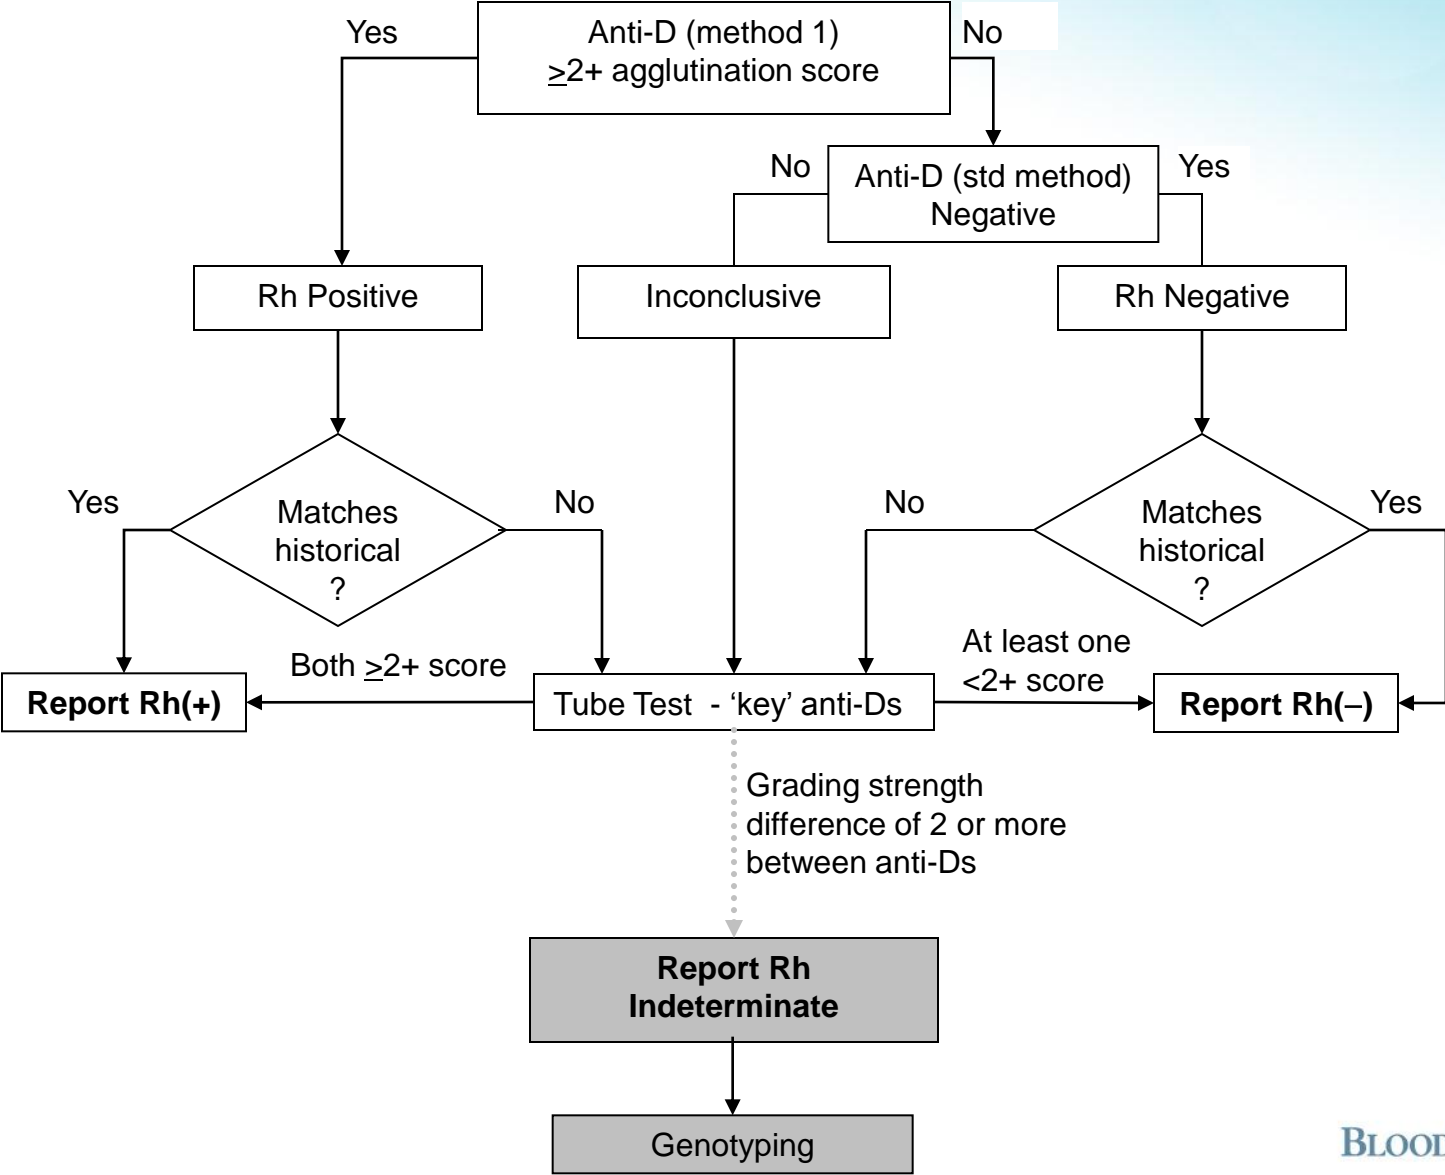 Yes
Anti-D (method 1)
≥2+ agglutination score
No
No
Anti-D (std method)
Negative
Yes
Rh Positive
Inconclusive
Rh Negative
Yes
Matches
historical
?
No
No
Matches
historical
?
Yes
Both ≥2+ score
At least one
<2+ score
Report Rh(+)
Tube Test - ‘key’ anti-Ds
Report Rh(–)
Grading strength
difference of 2 or more
between anti-Ds
Report Rh
Indeterminate
Genotyping
BLOOD